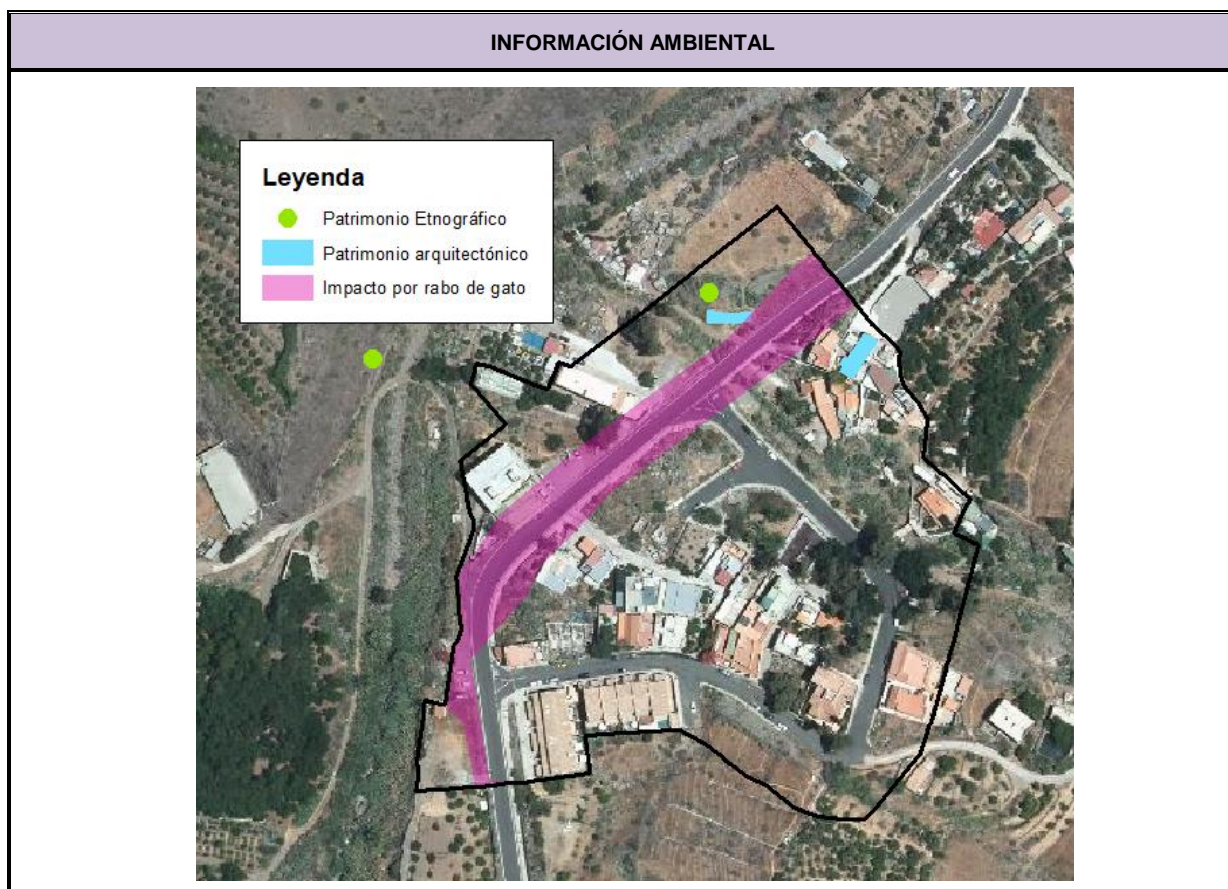 INFORMACIÓN AMBIENTAL
Leyenda
Patrimonio Etnográfico
Patrimonio arquitectónico
Impacto por rabo de gato